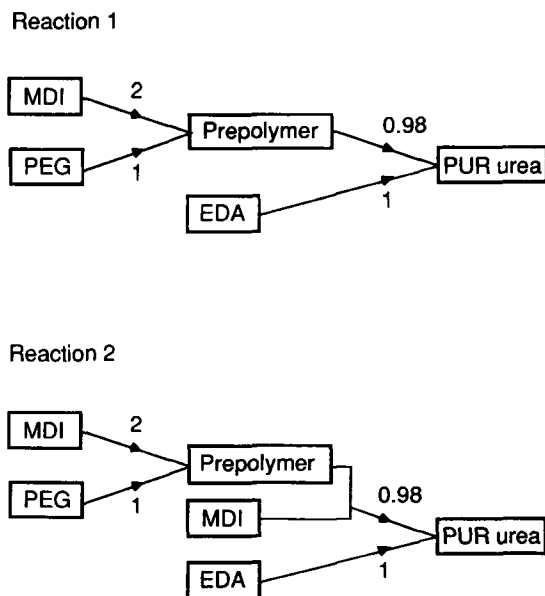 Reaction 1
MDI
2
PEG
1
Prepolymer
0.98
EDA
1
PUR urea
Reaction 2
MDI
2
PEG
1
Prepolymer
MDI
0.98
EDA
1
PUR urea